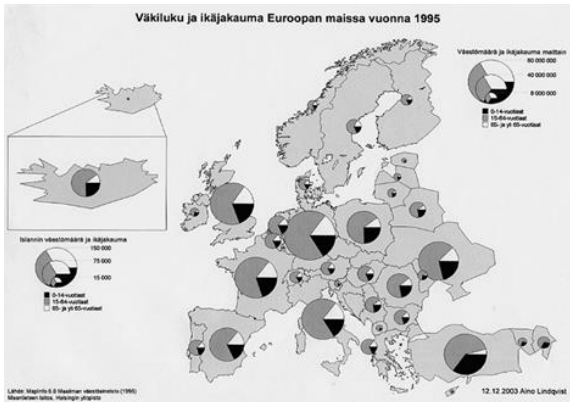 Väkiluku ja ikäjakauma Euroopan maissa vuonna 1995
Väestömäärä ja ikäjakauma maittain
60 000 000
40 000 000
8 000 000
0-14-vuotiaat
15-64-vuotiaat
65- ja yli 65-vuotiaat
Islannin väestömäärä ja ikäjakauma
150 000
75 000
15 000
0-14-vuotiaat
15-64-vuotiaat
65- ja yli 65-vuotiaat
Lähde: MapInfo 6.0 Maailman väestötietoja (1995)
Maantieteen laitos, Helsingin yliopisto
12.12.2003 Aino Lindqvist